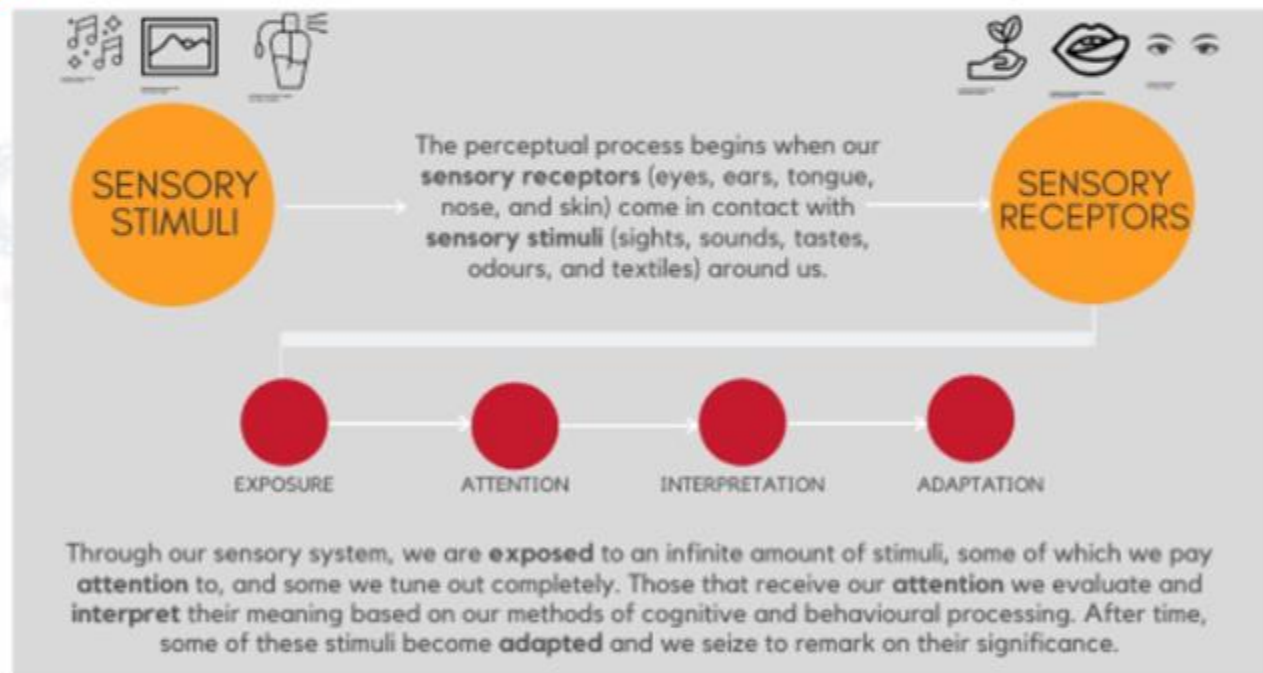 SENSORY
STIMULI
The perceptual process begins when our
sensory receptors (eyes, ears, tongue,
nose, and skin) come in contact with
sensory stimuli (sights, sounds, tastes,
odours, and textiles) around us.
SENSORY
RECEPTORS
EXPOSURE
ATTENTION
INTERPRETATION
ADAPTATION
Through our sensory system, we are exposed to an infinite amount of stimuli, some of which we pay
attention to, and some we tune out completely. Those that receive our attention we evaluate and
interpret their meaning based on our methods of cognitive and behavioural processing. After time,
some of these stimuli become adapted and we seize to remark on their significance.